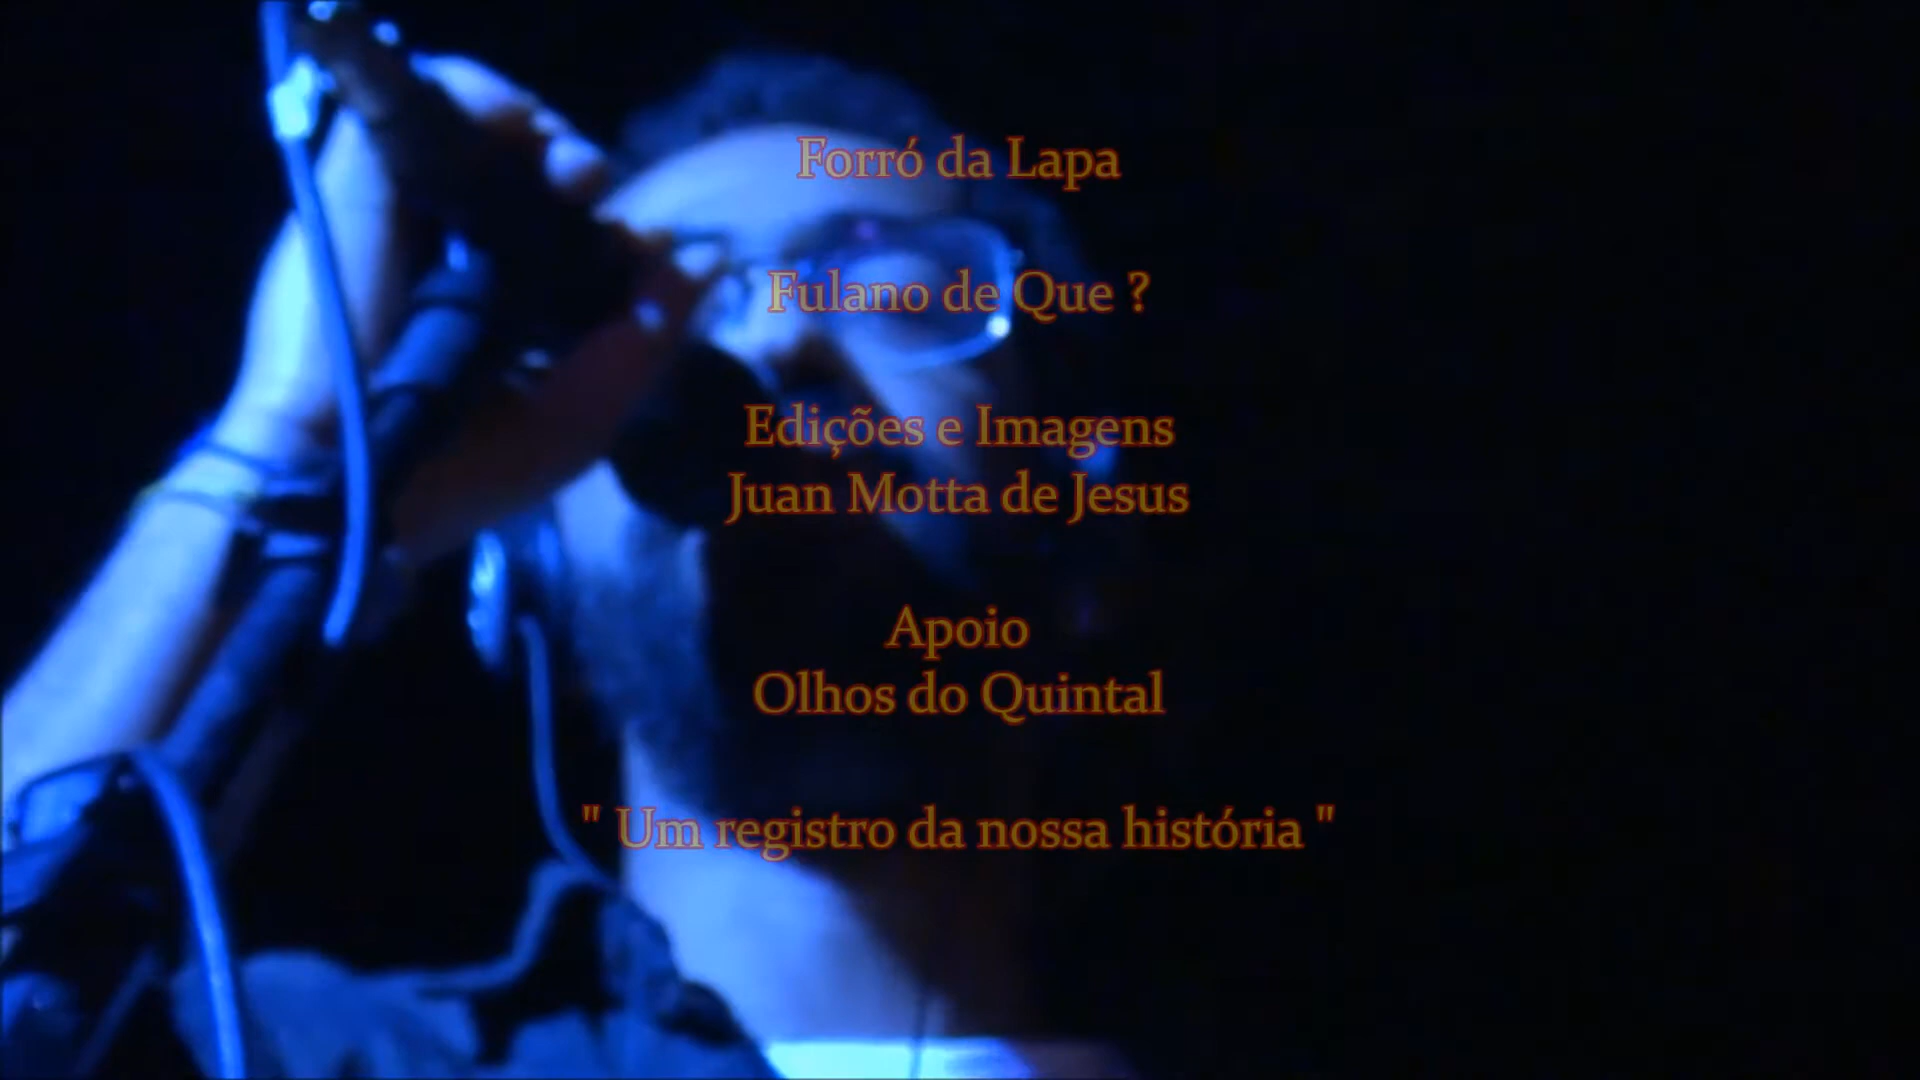 Forró da Lapa
Fulano de Que ?
Edições e Imagens
Juan Motta de Jesus
Apoio
Olhos do Quintal
" Um registro da nossa história "